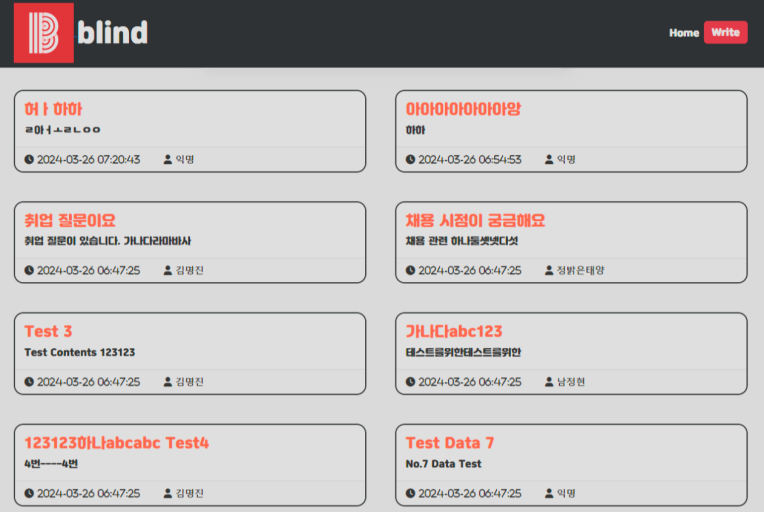 B blind
Home Write
허ㅏ 하하
ㄹ아ㅓㅗㄹㄴㅇㅇ
2024-03-26 07:20:43 익명
아아아아아아아앙
하하
2024-03-26 06:54:53 익명
취업 질문이요
취업 질문이 있습니다. 가나다라마바사
2024-03-26 06:47:25 김명진
채용 시점이 궁금해요
채용 관련 하나둘셋넷다섯
2024-03-26 06:47:25 정밝은태양
Test 3
Test Contents 123123
2024-03-26 06:47:25 김명진
가나다abc123
테스트를위한테스트를위한
2024-03-26 06:47:25 남정현
123123하나abcabc Test4
4번----4번
2024-03-26 06:47:25 김명진
Test Data 7
No.7 Data Test
2024-03-26 06:47:25 익명